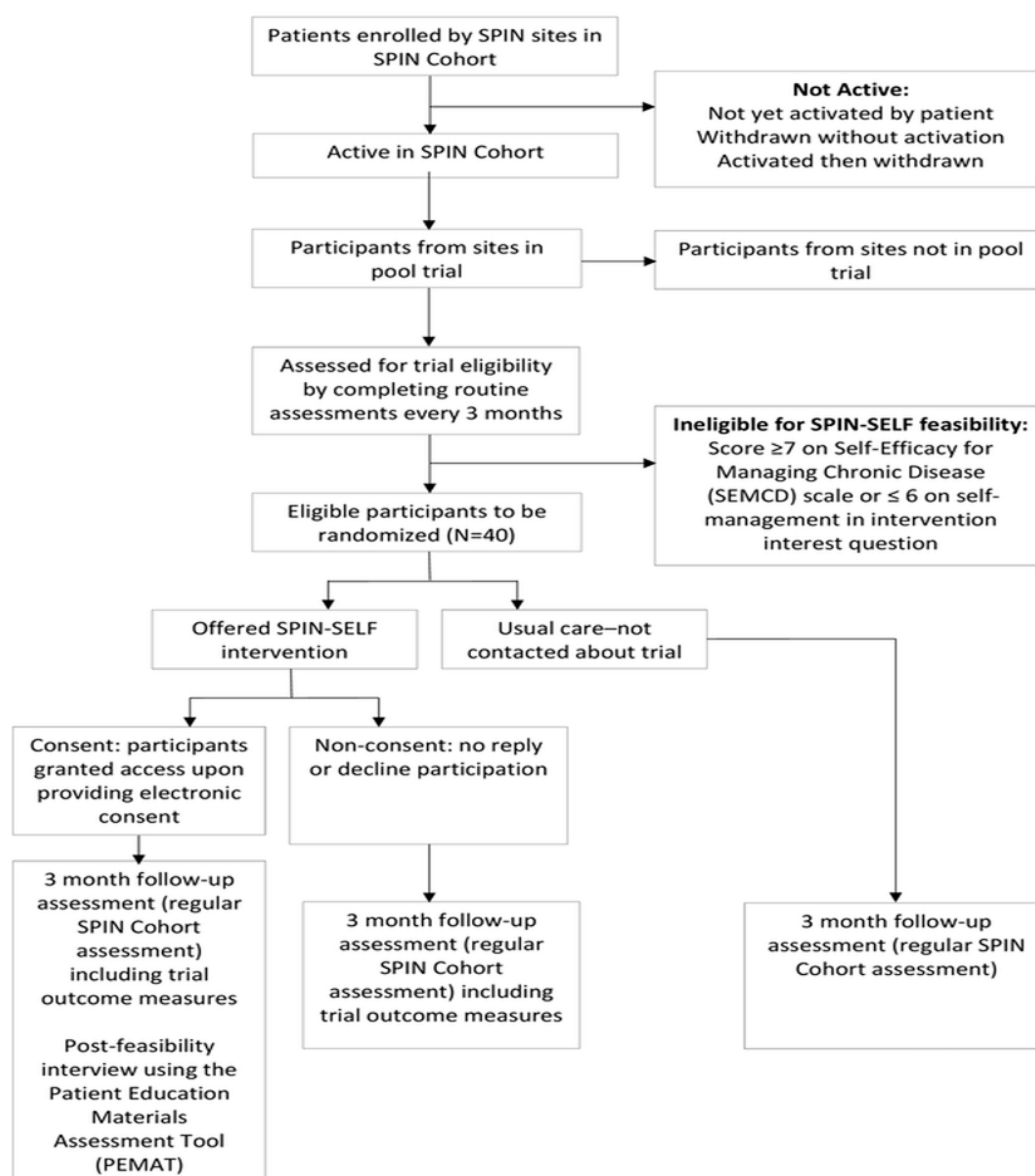 Patients enrolled by SPIN sites in
SPIN Cohort
Not Active:
Not yet activated by patient
Withdrawn without activation
Activated then withdrawn
Active in SPIN Cohort
Participants from sites in
pool trial
Participants from sites not in pool
trial
Assessed for trial eligibility
by completing routine
assessments every 3 months
Ineligible for SPIN-SELF feasibility:
Score ≥7 on Self-Efficacy for
Managing Chronic Disease
(SEMCD) scale or ≤ 6 on self-
management in intervention
interest question
Eligible participants to be
randomized (N=40)
Offered SPIN-SELF
intervention
Usual care–not
contacted about trial
Consent: participants
granted access upon
providing electronic
consent
Non-consent: no reply
or decline participation
3 month follow-up
assessment (regular
SPIN Cohort
assessment)
including trial
outcome measures
Post-feasibility
interview using the
Patient Education
Materials
Assessment Tool
(PEMAT)
3 month follow-up
assessment (regular
SPIN Cohort
assessment) including
trial outcome measures
3 month follow-up
assessment (regular SPIN
Cohort assessment)